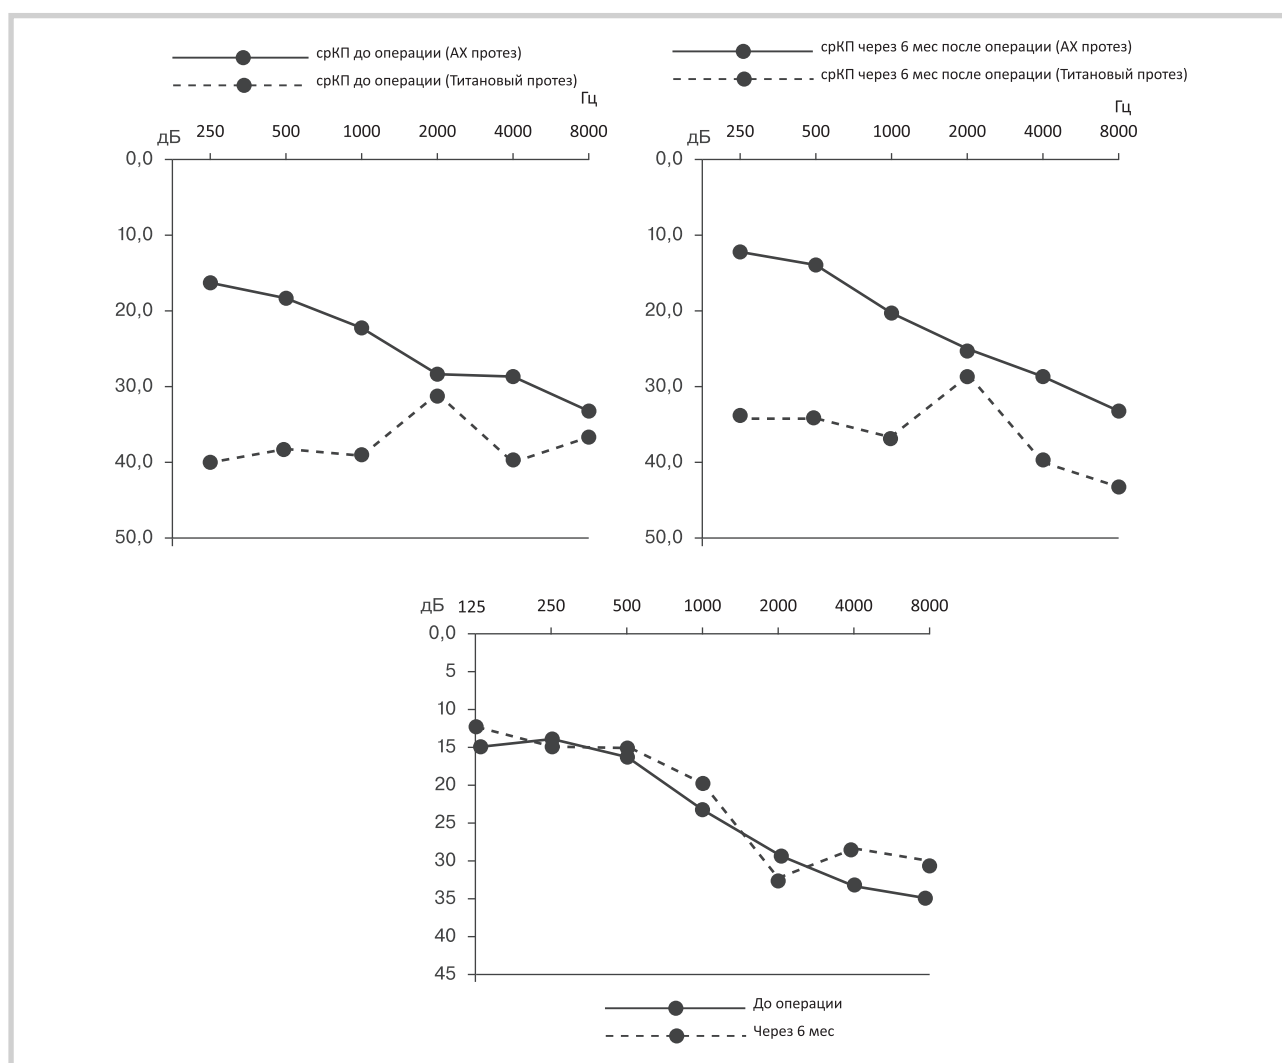 срКП до операции (АХ протез)
срКП до операции (Титановый протез)
Гц
дБ 250 500 1000 2000 4000 8000
0,0
10,0
20,0
30,0
40,0
50,0
срКП через 6 мес после операции (АХ протез)
срКП через 6 мес после операции (Титановый протез)
Гц
дБ 250 500 1000 2000 4000 8000
0,0
10,0
20,0
30,0
40,0
50,0
дБ 125 250 500 1000 2000 4000 8000
0,0
5
10
15
20
25
30
35
40
45
До операции
Через 6 мес